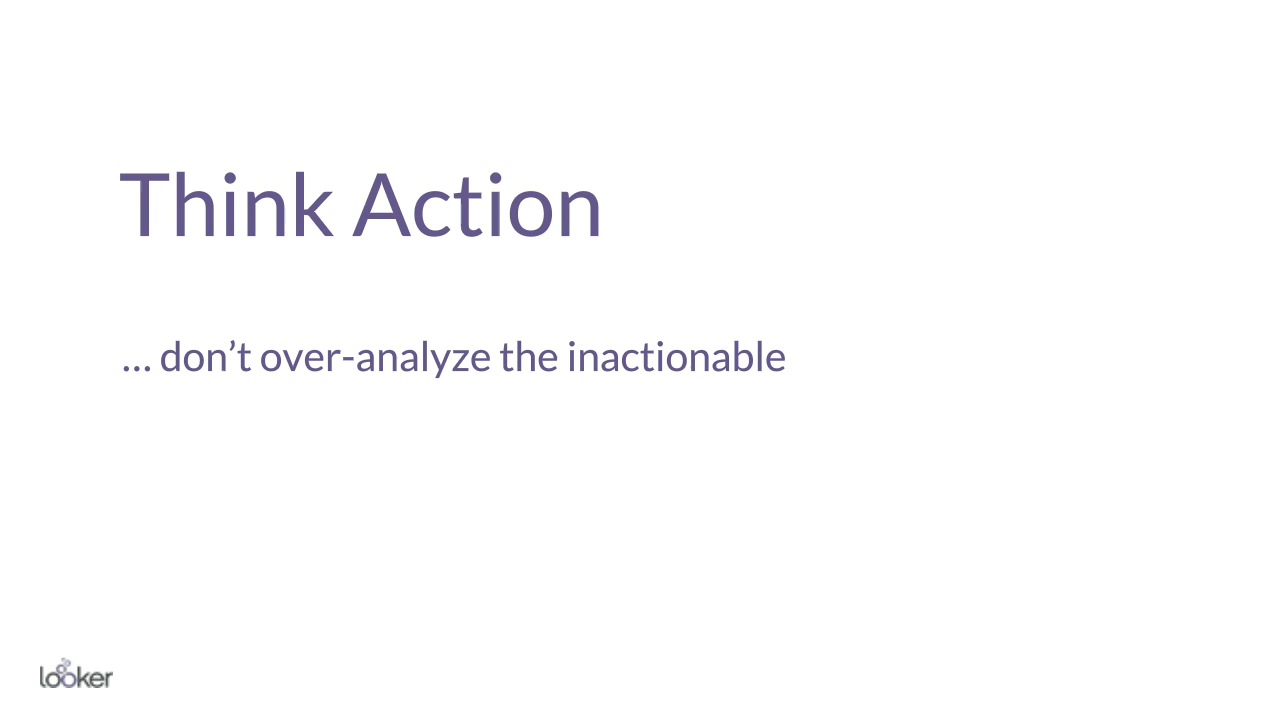 Think Action
... don’t over-analyze the inactionable
looker